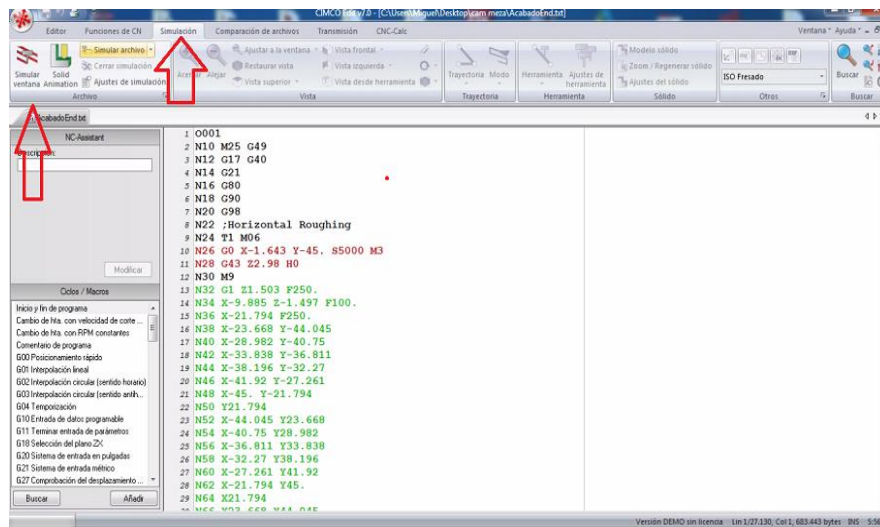 CIMCO Edit v7.0 - [C:\Users\Miguel\Desktop\cam meza\AcabadoEnd.txt]
Editor Funciones de CN Simulación Comparación de archivos Transmisión CNC-Calc Ventana Ayuda
Simular ventana
Solid Animation
Simular archivo
Cerrar simulación
Ajustes de simulación
Archivo
Alejar
Ajustar a la ventana
Restaurar vista
Vista superior
Vista frontal
Vista izquierda
Vista desde herramienta
Vista
Trayectoria Modo
Trayectoria
Herramienta
Ajustes de herramienta
Herramienta
Modelo sólido
Zoom / Regenerar sólido
Ajustes del sólido
Sólido
ISO Fresado
Otros
Buscar
Buscar
AcabadoEnd.txt
NC-Assistant
Modificar
Ciclos / Macros
Inicio y fin de programa
Cambio de hta. con velocidad de corte ...
Cambio de hta. con RPM constantes
Comentario de programa
G00 Posicionamiento rápido
G01 Interpolación lineal
G02 Interpolación circular (sentido horario)
G03 Interpolación circular (sentido antih...
G04 Temporización
G10 Entrada de datos programable
G11 Terminar entrada de parámetros
G18 Selección del plano ZX
G20 Sistema de entrada en pulgadas
G21 Sistema de entrada métrico
G27 Comprobación del desplazamiento ...
Buscar Añadir
1 O001
2 N10 M25 G49
3 N12 G17 G40
4 N14 G21
5 N16 G80
6 N18 G90
7 N20 G98
8 N22 ;Horizontal Roughing
9 N24 T1 M06
10 N26 G0 X-1.643 Y-45. S5000 M3
11 N28 G43 Z2.98 H0
12 N30 M9
13 N32 G1 Z1.503 F250.
14 N34 X-9.885 Z-1.497 F100.
15 N36 X-21.794 F250.
16 N38 X-23.668 Y-44.045
17 N40 X-28.982 Y-40.75
18 N42 X-33.838 Y-36.811
19 N44 X-38.196 Y-32.27
20 N46 X-41.92 Y-27.261
21 N48 X-45. Y-21.794
22 N50 Y21.794
23 N52 X-44.045 Y23.668
24 N54 X-40.75 Y28.982
25 N56 X-36.811 Y33.838
26 N58 X-32.27 Y38.196
27 N60 X-27.261 Y41.92
28 N62 X-21.794 Y45.
29 N64 X21.794
Versión DEMO sin licencia Lin 1/27.130, Col 1, 683.443 bytes INS